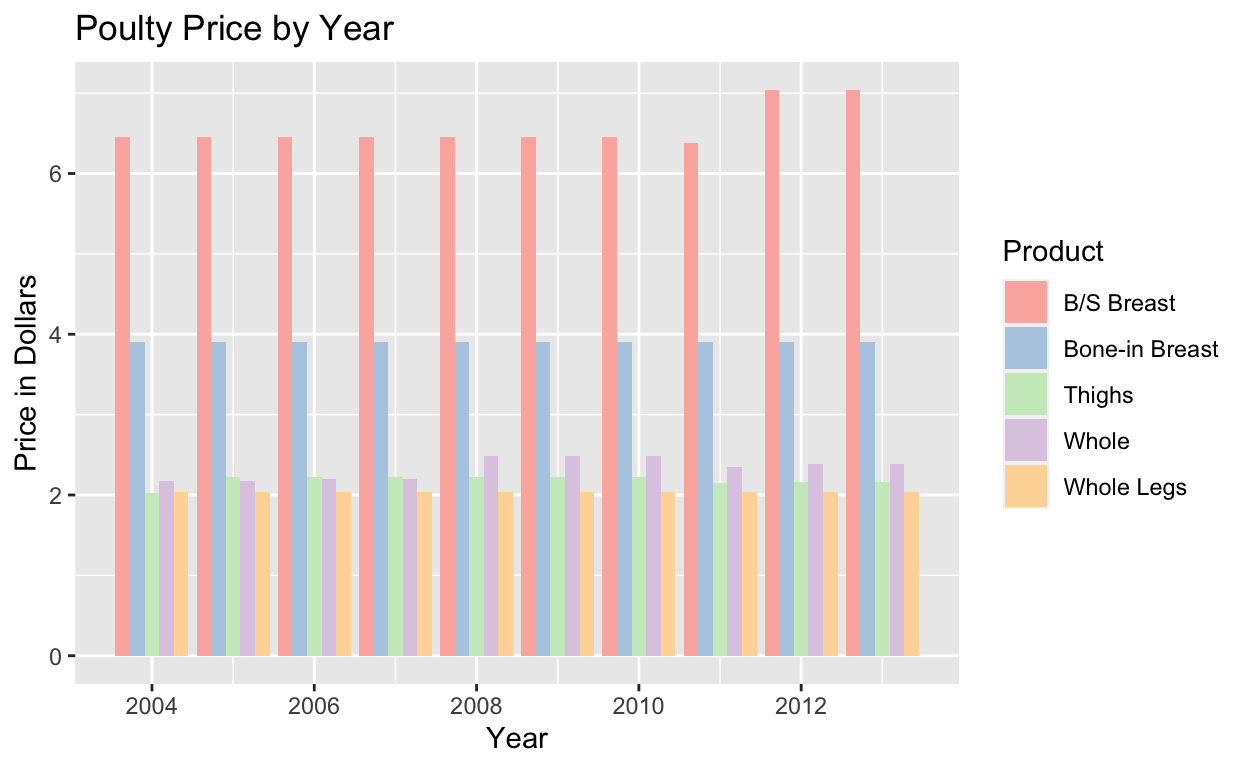 Poulty Price by Year
Price in Dollars
6
4
2
0
2004
2006
2008
2010
2012
Year
Product
B/S Breast
Bone-in Breast
Thighs
Whole
Whole Legs